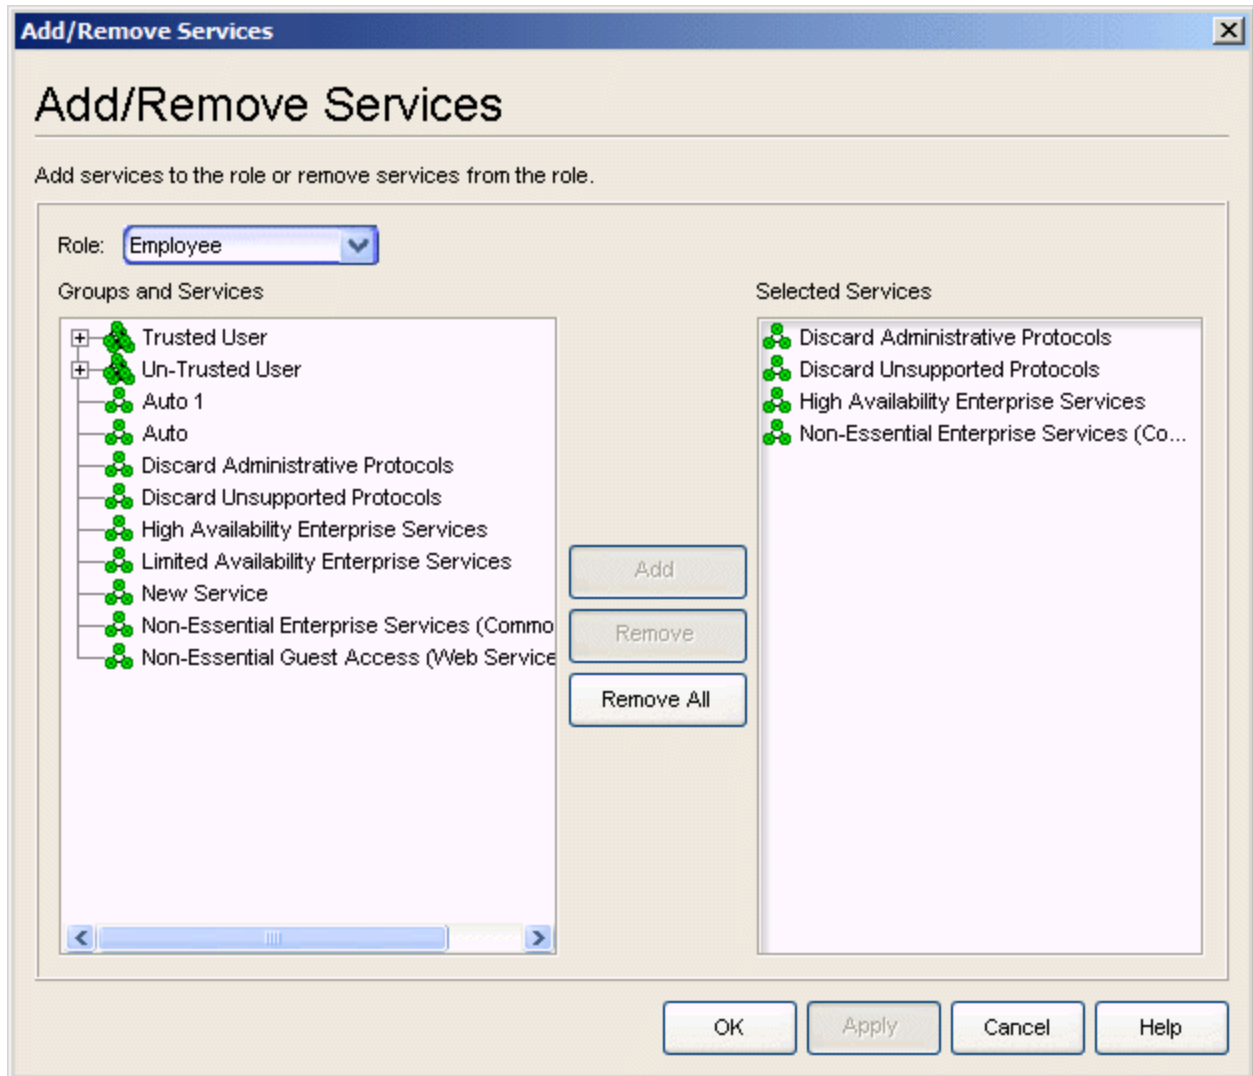 Add/Remove Services
Add/Remove Services
Add services to the role or remove services from the role.
Role: Employee
Groups and Services
Trusted User
Un-Trusted User
Auto 1
Auto
Discard Administrative Protocols
Discard Unsupported Protocols
High Availability Enterprise Services
Limited Availability Enterprise Services
New Service
Non-Essential Enterprise Services (Commo
Non-Essential Guest Access (Web Service
Add
Remove
Remove All
Selected Services
Discard Administrative Protocols
Discard Unsupported Protocols
High Availability Enterprise Services
Non-Essential Enterprise Services (Co...
OK
Apply
Cancel
Help